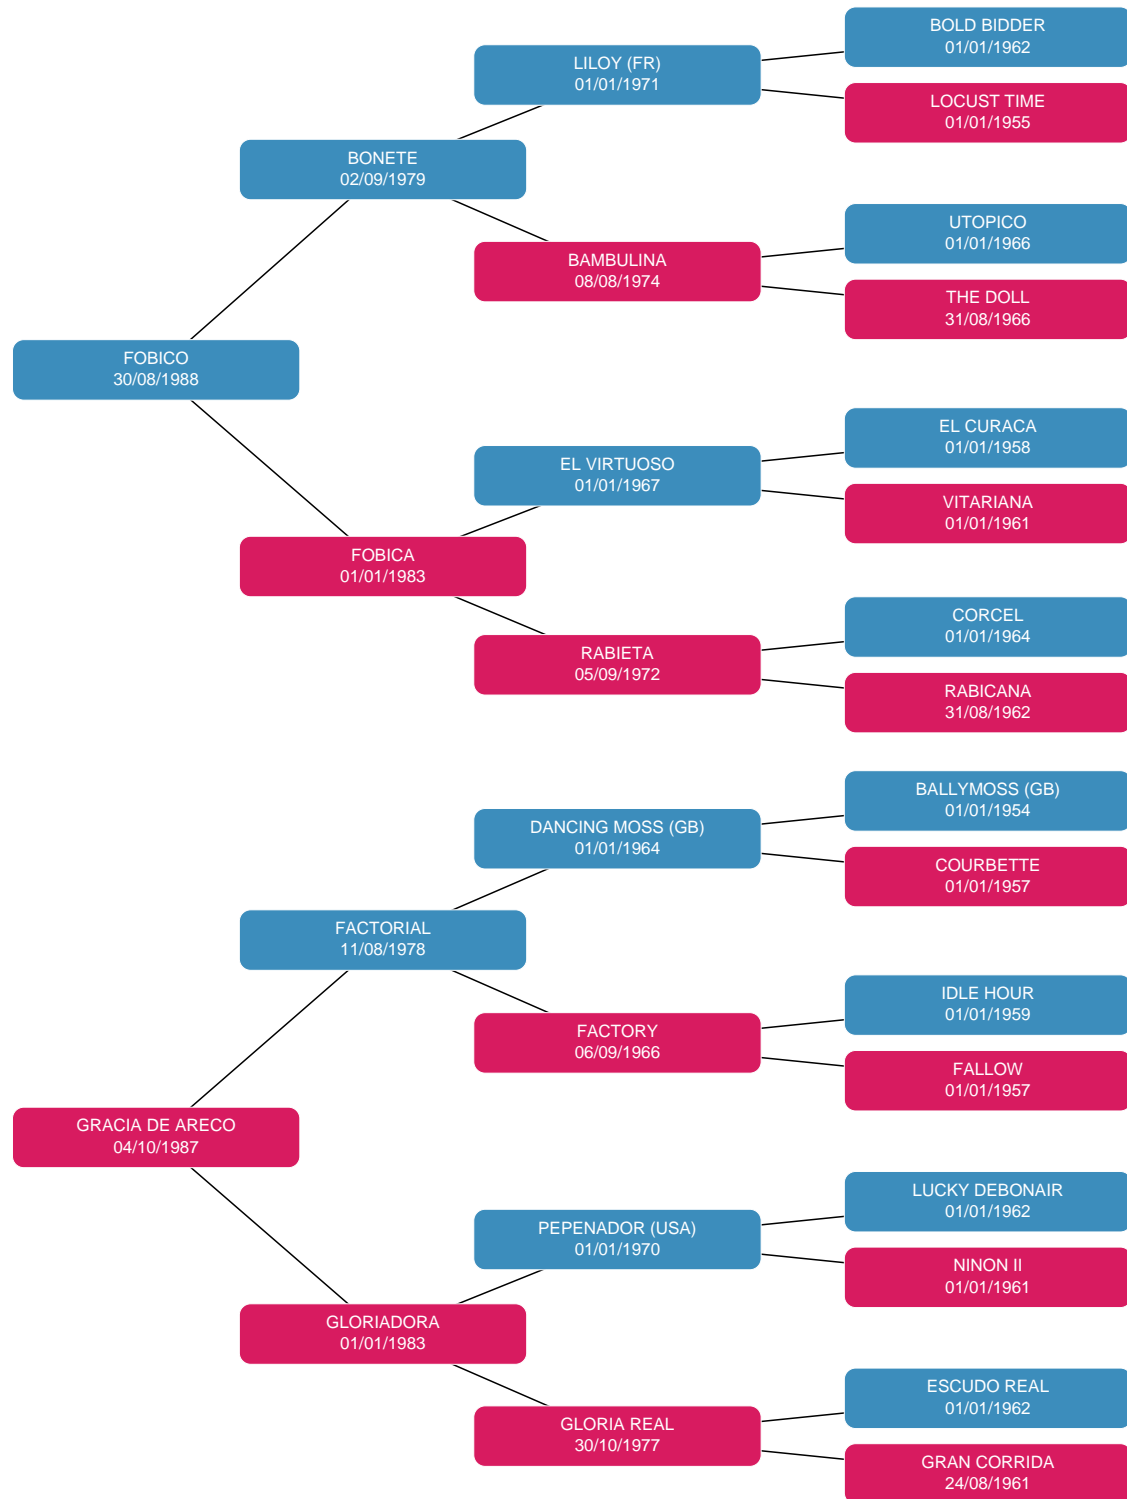 BOLD BIDDER
01/01/1962
LILOY (FR)
01/01/1971
LOCUST TIME
01/01/1955
BONETE
02/09/1979
UTOPICO
01/01/1966
BAMBULINA
08/08/1974
THE DOLL
31/08/1966
FOBICO
30/08/1988
EL CURACA
01/01/1958
EL VIRTUOSO
01/01/1967
VITARIANA
01/01/1961
FOBICA
01/01/1983
CORCEL
01/01/1964
RABIETA
05/09/1972
RABICANA
31/08/1962
BALLYMOSS (GB)
01/01/1954
DANCING MOSS (GB)
01/01/1964
COURBETTE
01/01/1957
FACTORIAL
11/08/1978
IDLE HOUR
01/01/1959
FACTORY
06/09/1966
FALLOW
01/01/1957
GRACIA DE ARECO
04/10/1987
LUCKY DEBONAIR
01/01/1962
PEPENADOR (USA)
01/01/1970
NINON II
01/01/1961
GLORIADORA
01/01/1983
ESCUDO REAL
01/01/1962
GLORIA REAL
30/10/1977
GRAN CORRIDA
24/08/1961